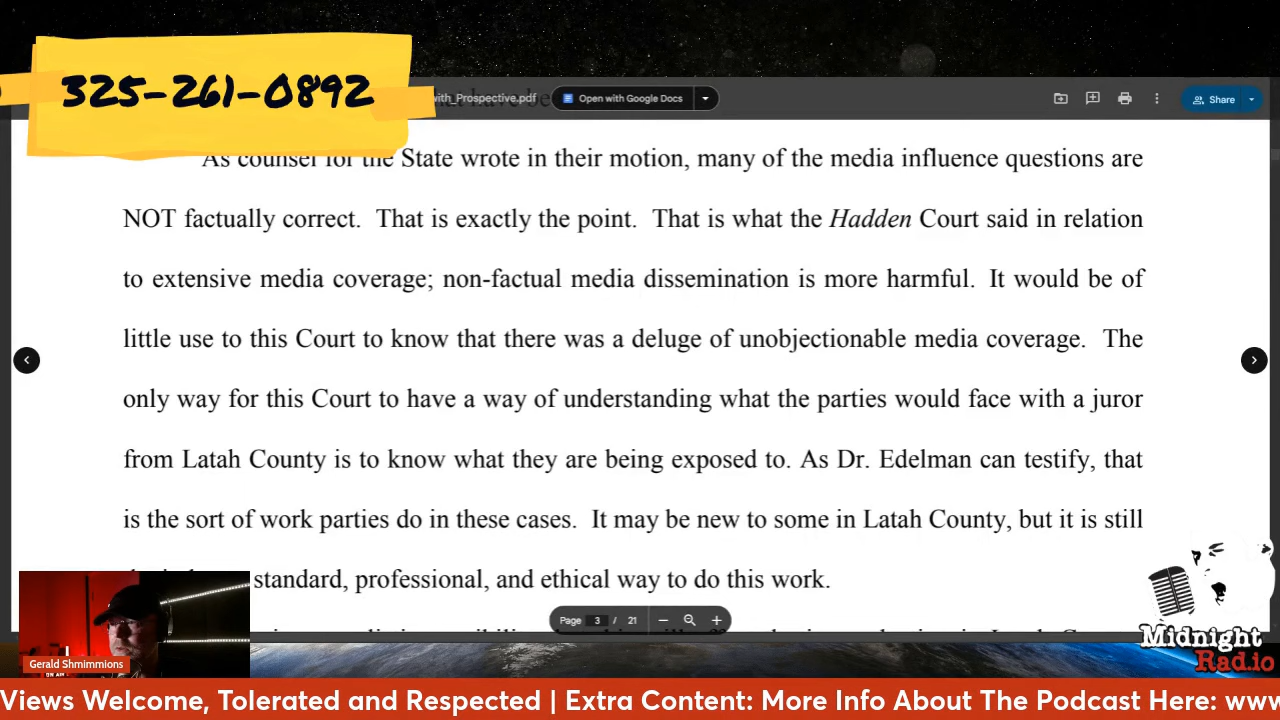 325-261-0892
with_Prospective.pdf
Open with Google Docs
Share
As counsel for the State wrote in their motion, many of the media influence questions are
NOT factually correct. That is exactly the point. That is what the Hadden Court said in relation
to extensive media coverage; non-factual media dissemination is more harmful. It would be of
little use to this Court to know that there was a deluge of unobjectionable media coverage. The
only way for this Court to have a way of understanding what the parties would face with a juror
from Latah County is to know what they are being exposed to. As Dr. Edelman can testify, that
is the sort of work parties do in these cases. It may be new to some in Latah County, but it is still
standard, professional, and ethical way to do this work.
Page 3 / 21
Gerald Shmimmions
ON AIR
Midnight
Rad.io
Views Welcome, Tolerated and Respected | Extra Content: More Info About The Podcast Here: www